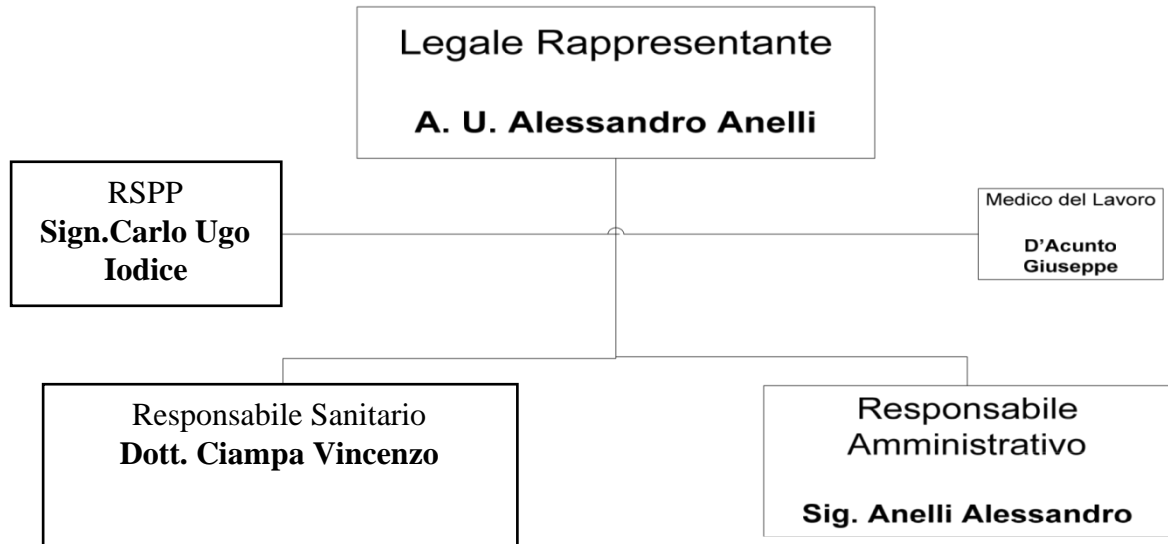 Legale Rappresentante
A. U. Alessandro Anelli
RSPP
Sign.Carlo Ugo
Iodice
Medico del Lavoro
D'Acunto
Giuseppe
Responsabile Sanitario
Dott. Ciampa Vincenzo
Responsabile
Amministrativo
Sig. Anelli Alessandro